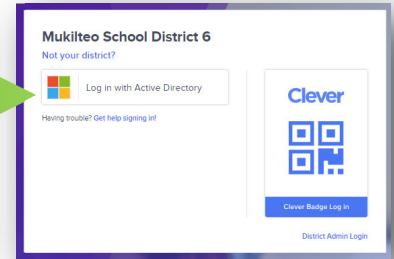 Mukilteo School District 6
Not your district?
Log in with Active Directory
Having trouble? Get help signing in!
Clever
Clever Badge Log in
District Admin Login